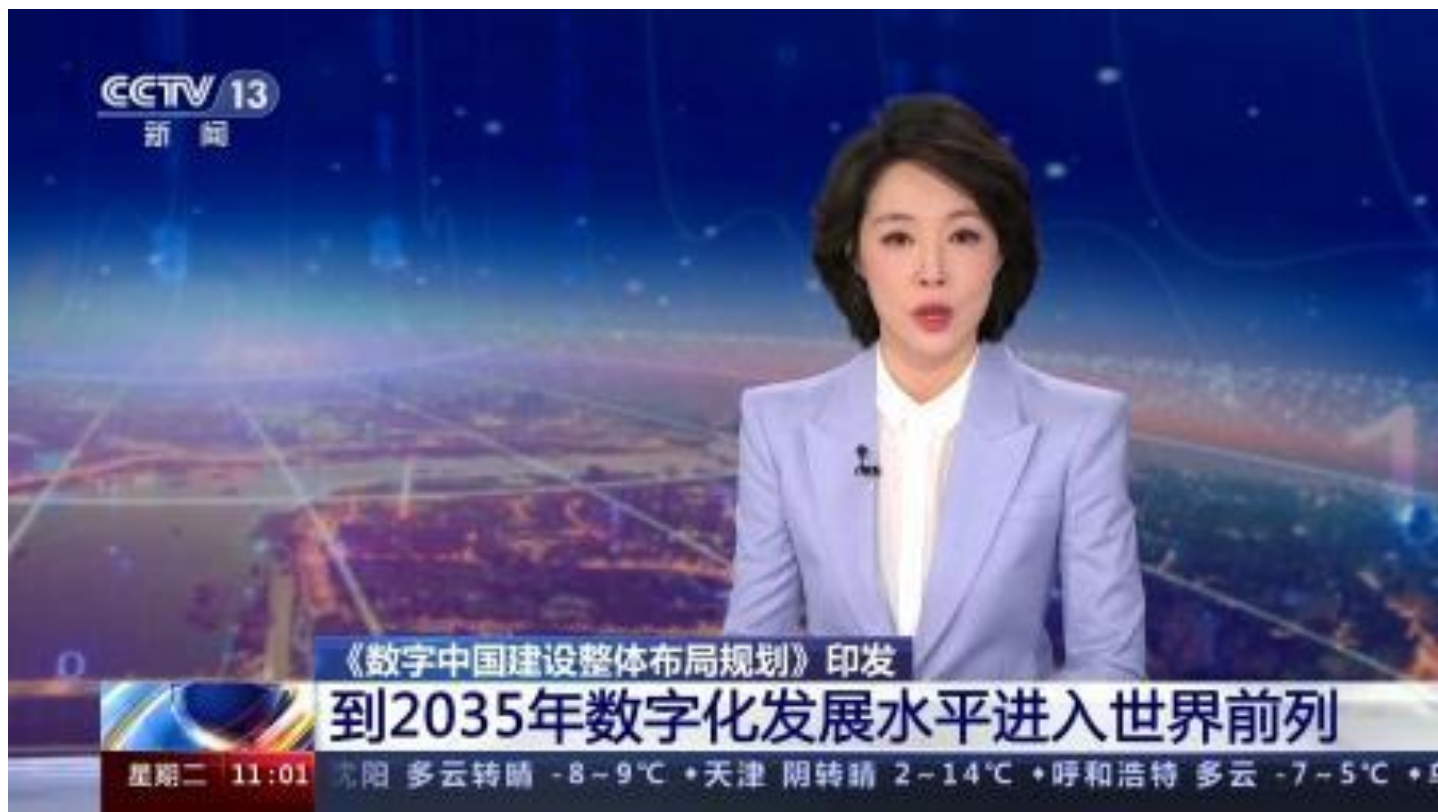 CCTV 13
新闻
《数字中国建设整体布局规划》印发
到2035年数字化发展水平进入世界前列
星期二 11:01 沈阳 多云转晴 -8~9℃ •天津 阴转晴 2~14℃ •呼和浩特 多云 -7~5℃ •